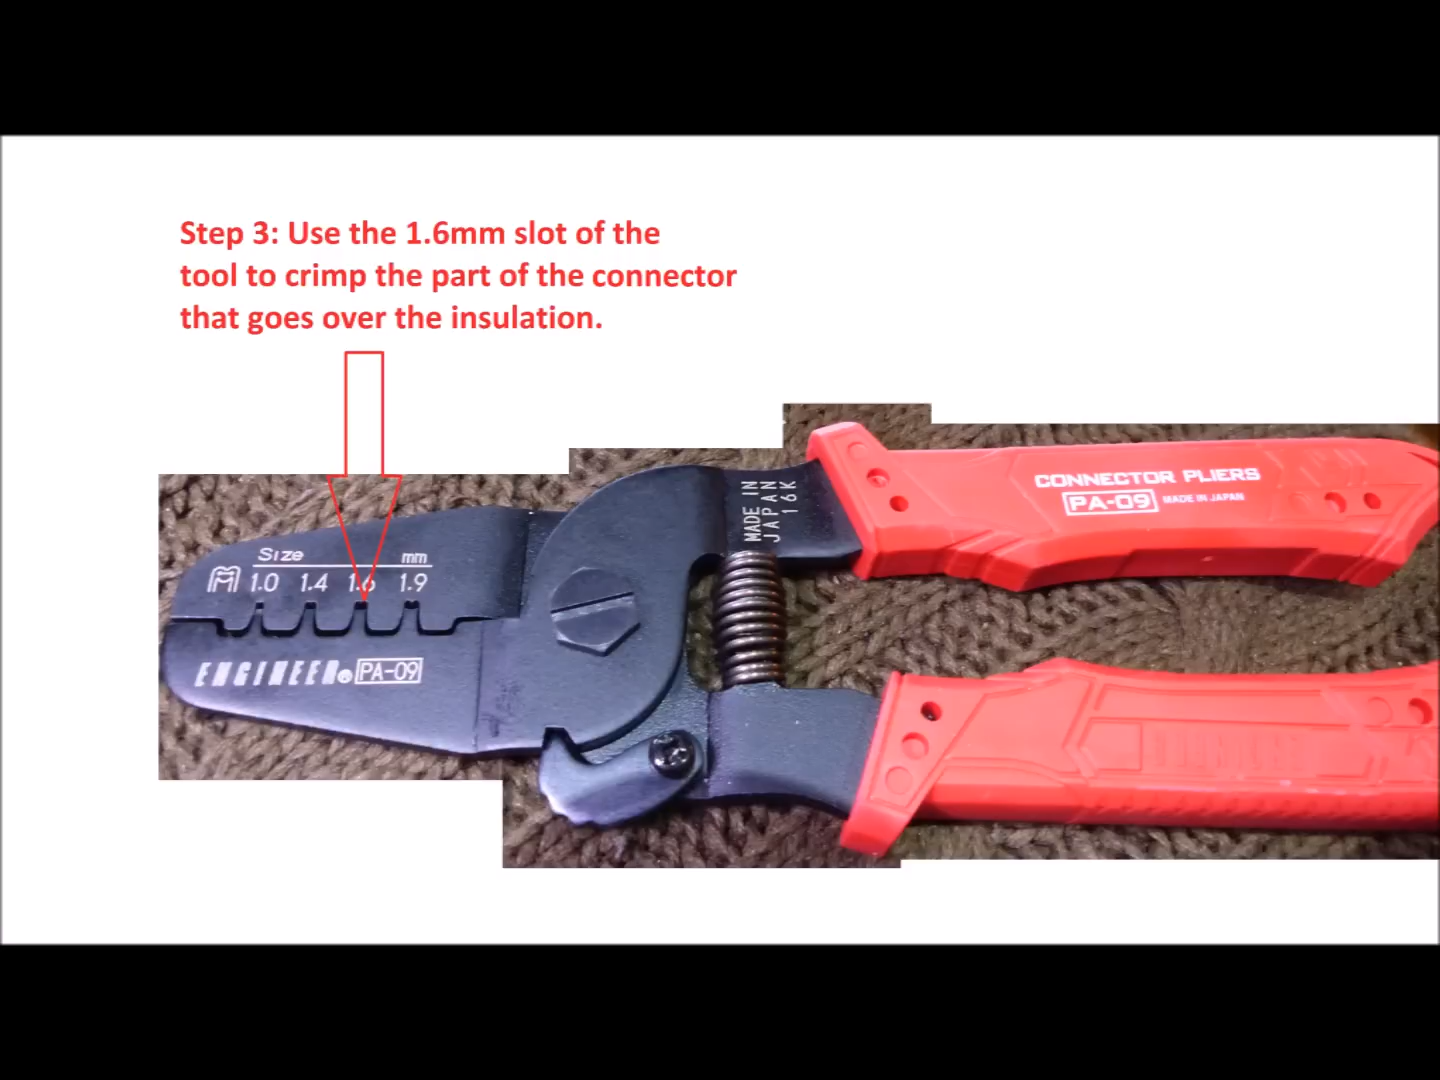 Step 3: Use the 1.6mm slot of the
tool to crimp the part of the connector
that goes over the insulation.
CONNECTOR PLIERS
PA-09 MADE IN JAPAN
MADE IN
JAPAN
16K
Size mm
1.0 1.4 1.6 1.9
ENGINEER PA-09